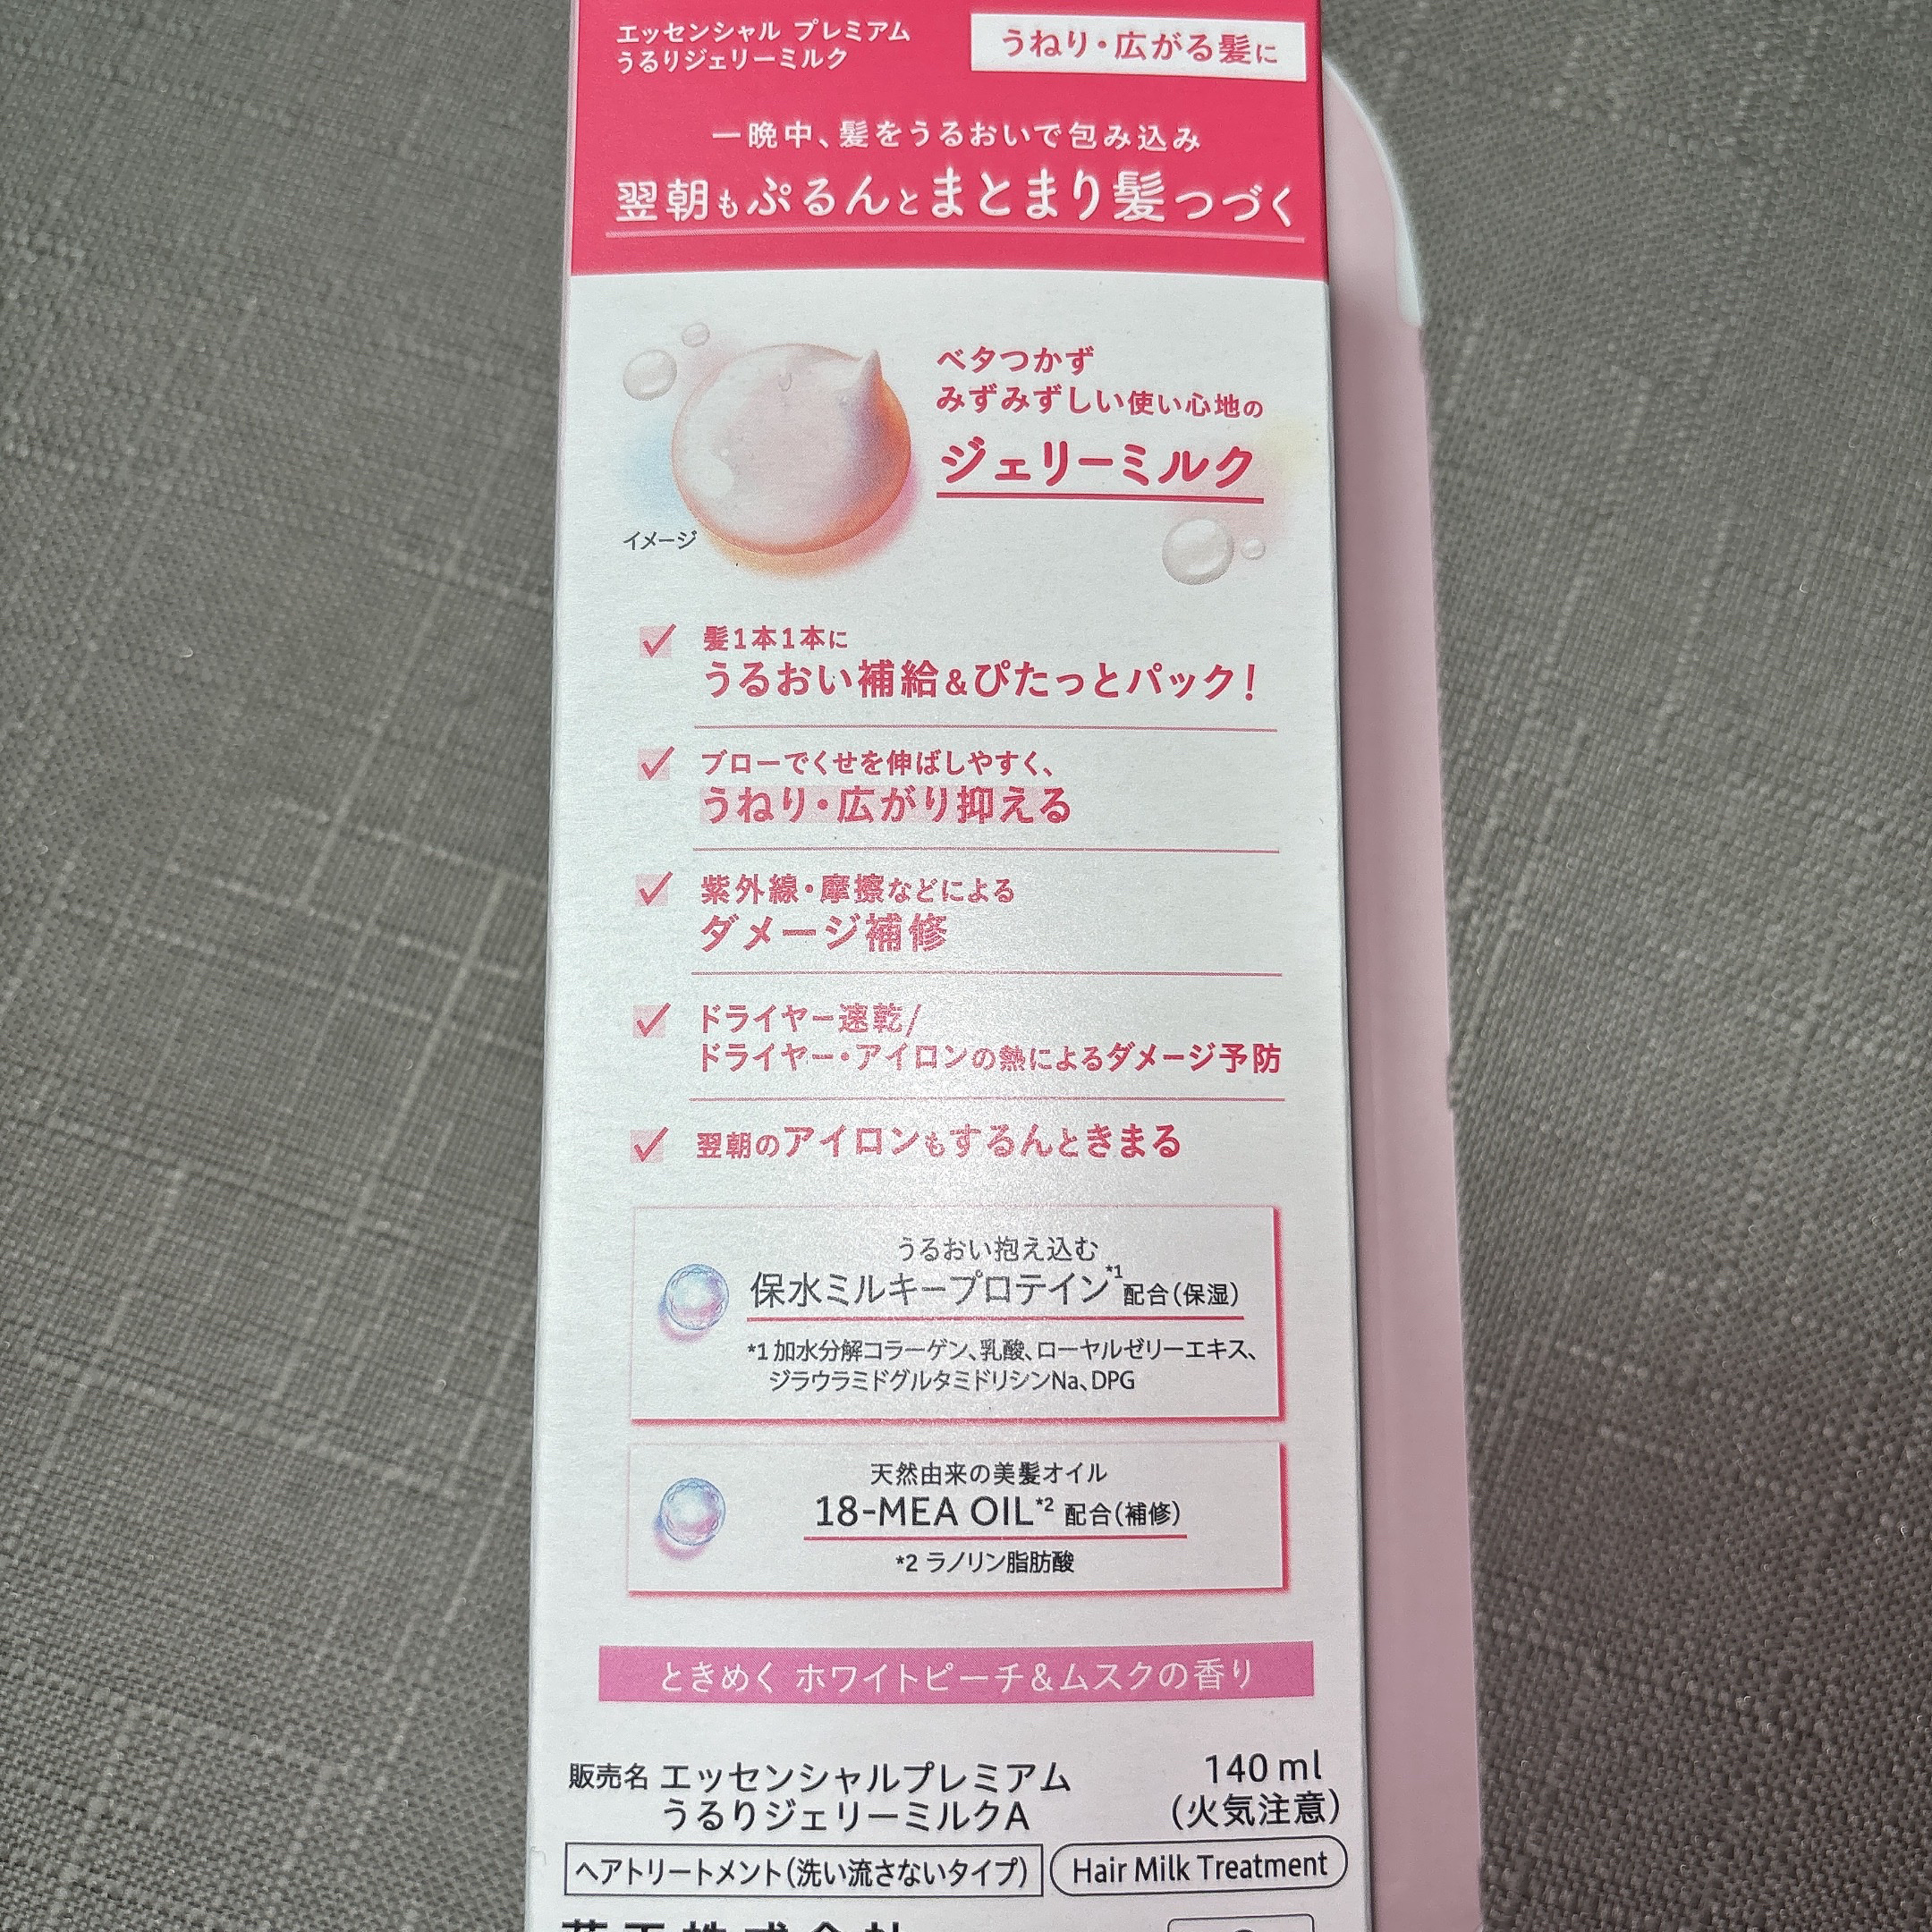 エッセンシャル プレミアム
うるりジェリーミルク
うねり・広がる髪に
一晩中、髪をうるおいで包み込み
翌朝もぷるんとまとまり髪つづく
ベタつかず
みずみずしい使い心地の
ジェリーミルク
イメージ
髪1本1本に
うるおい補給&ぴたっとパック!
ブローでくせを伸ばしやすく、
うねり・広がり抑える
紫外線・摩擦などによる
ダメージ補修
ドライヤー速乾/
ドライヤー・アイロンの熱によるダメージ予防
翌朝のアイロンもするんときまる
うるおい抱え込む
保水ミルキープロテイン*1配合(保湿)
*1 加水分解コラーゲン、乳酸、ローヤルゼリーエキス、
ジラウラミドグルタミドリシンNa、DPG
天然由来の美髪オイル
18-MEA OIL*2 配合(補修)
*2 ラノリン脂肪酸
ときめく ホワイトピーチ&ムスクの香り
販売名 エッセンシャルプレミアム
うるりジェリーミルクA
140 ml
(火気注意)
ヘアトリートメント(洗い流さないタイプ)
Hair Milk Treatment